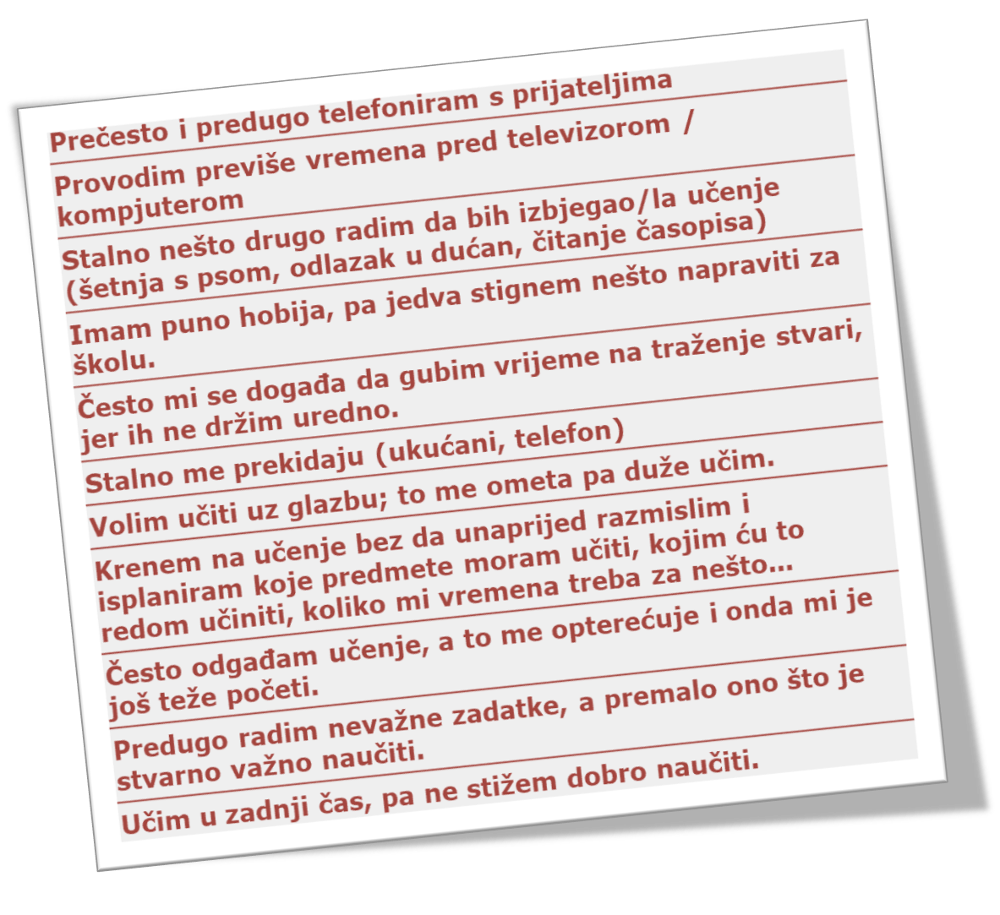 Prečesto i predugo telefoniram s prijateljima
Provodim previše vremena pred televizorom /
kompjuterom
Stalno nešto drugo radim da bih izbjegao/la učenje
(šetnja s psom, odlazak u dućan, čitanje časopisa)
Imam puno hobija, pa jedva stignem nešto napraviti za
školu.
Često mi se događa da gubim vrijeme na traženje stvari,
jer ih ne držim uredno.
Stalno me prekidaju (ukućani, telefon)
Volim učiti uz glazbu; to me ometa pa duže učim.
Krenem na učenje bez da unaprijed razmislim i
isplaniram koje predmete moram učiti, kojim ću to
redom učiniti, koliko mi vremena treba za nešto...
Često odgađam učenje, a to me opterećuje i onda mi je
još teže početi.
Predugo radim nevažne zadatke, a premalo ono što je
stvarno važno naučiti.
Učim u zadnji čas, pa ne stižem dobro naučiti.